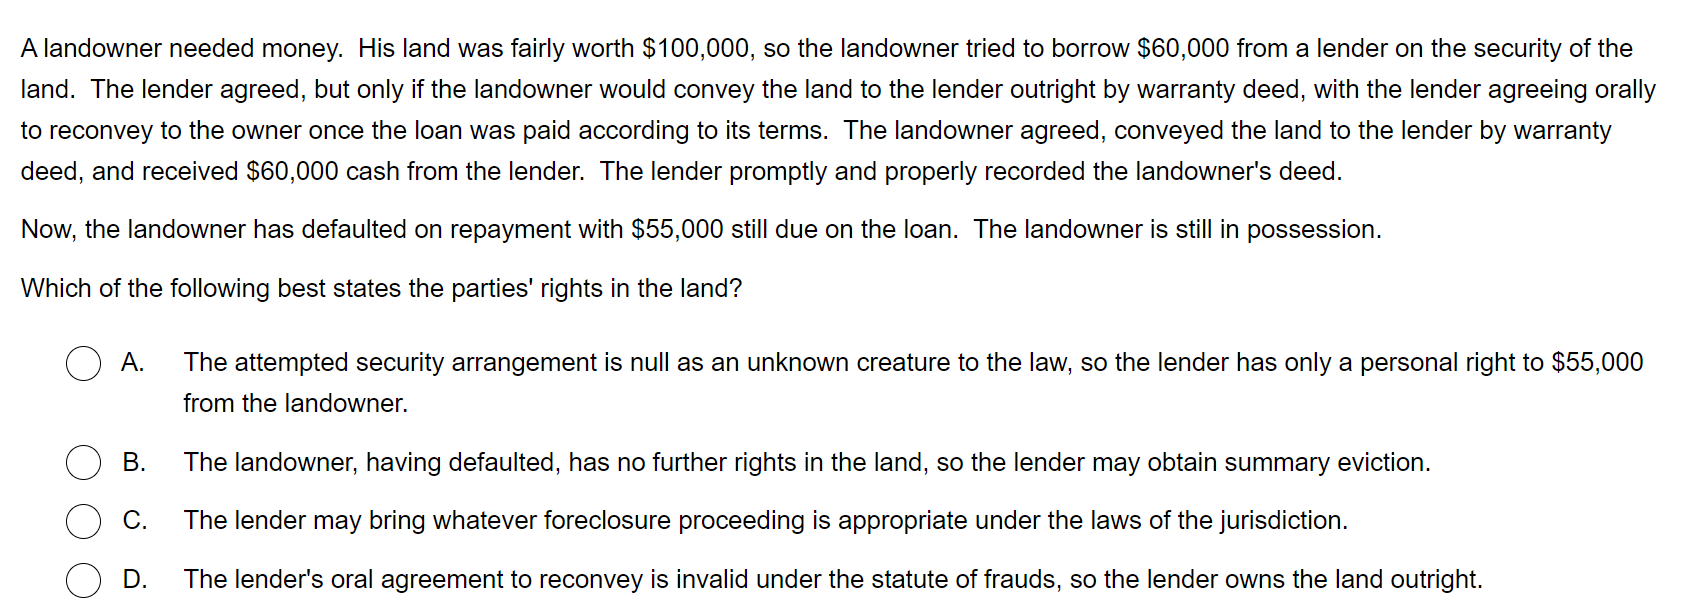 A landowner needed money.  His land was fairly worth $100,000, so the landowner tried to borrow $60,000 from a lender on the security of the
land.  The lender agreed, but only if the landowner would convey the land to the lender outright by warranty deed, with the lender agreeing orally
to reconvey to the owner once the loan was paid according to its terms.  The landowner agreed, conveyed the land to the lender by warranty
deed, and received $60,000 cash from the lender.  The lender promptly and properly recorded the landowner's deed.
Now, the landowner has defaulted on repayment with $55,000 still due on the loan.  The landowner is still in possession.
Which of the following best states the parties' rights in the land?
A. The attempted security arrangement is null as an unknown creature to the law, so the lender has only a personal right to $55,000
from the landowner.
B. The landowner, having defaulted, has no further rights in the land, so the lender may obtain summary eviction.
C. The lender may bring whatever foreclosure proceeding is appropriate under the laws of the jurisdiction.
D. The lender's oral agreement to reconvey is invalid under the statute of frauds, so the lender owns the land outright.